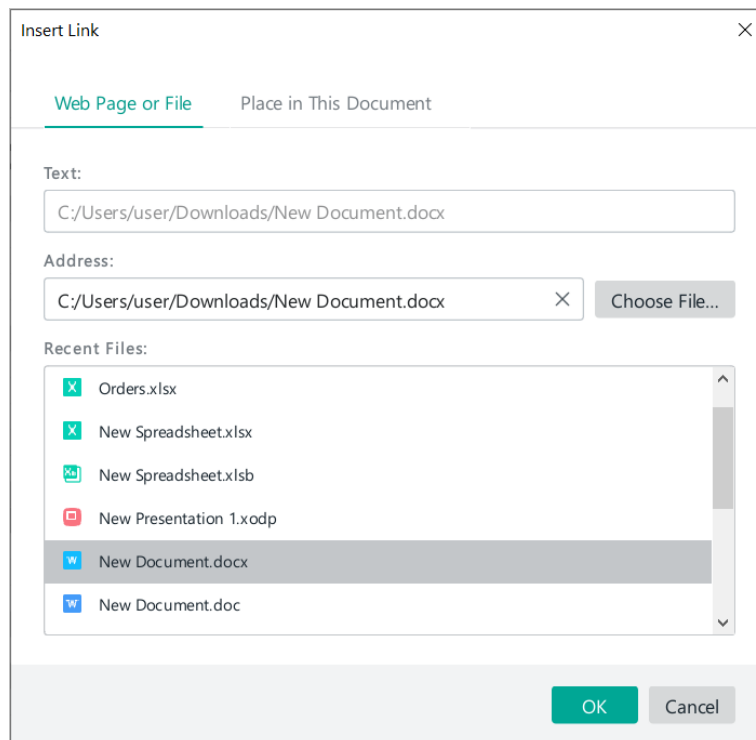 Insert Link
Web Page or File
Place in This Document
Text:
C:/Users/user/Downloads/New Document.docx
Address:
C:/Users/user/Downloads/New Document.docx
Choose File...
Recent Files:
Orders.xlsx
New Spreadsheet.xlsx
New Spreadsheet.xlsb
New Presentation 1.xodp
New Document.docx
New Document.doc
OK
Cancel